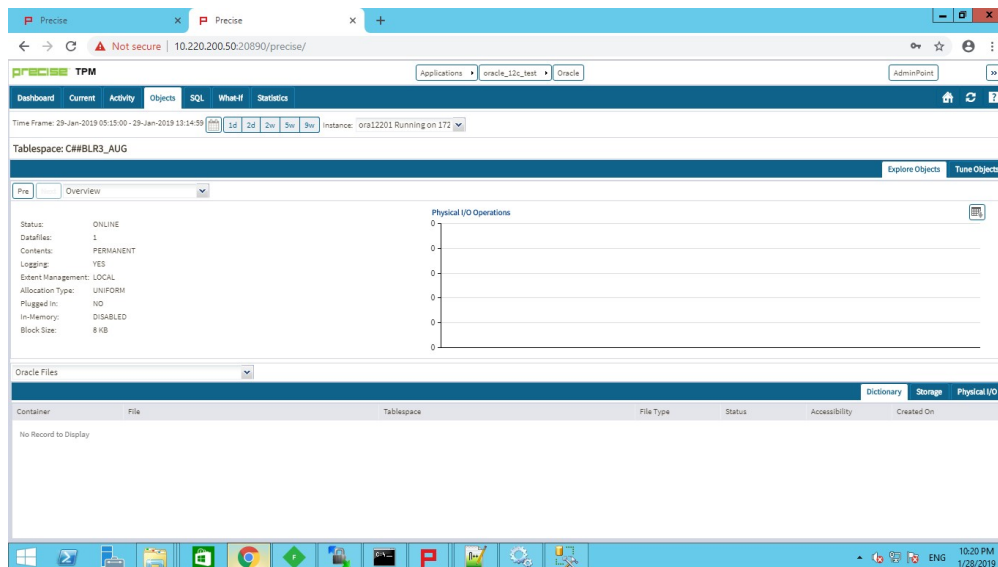 Precise
Precise
Not secure | 10.220.200.50:20890/precise/
precise TPM
Applications oracle_12c_test Oracle
AdminPoint
Dashboard Current Activity Objects SQL What-If Statistics
Time Frame: 29-Jan-2019 05:15:00 - 29-Jan-2019 13:14:59 1d 2d 2w 5w 9w Instance: ora12201 Running on 172
Tablespace: C##BLR3_AUG
Explore Objects Tune Objects
Pre Overview
Physical I/O Operations
Status: ONLINE
Datafiles: 1
Contents: PERMANENT
Logging: YES
Extent Management: LOCAL
Allocation Type: UNIFORM
Plugged In: NO
In-Memory: DISABLED
Block Size: 8 KB
0
0
0
0
0
0
Oracle Files
Dictionary Storage Physical I/O
Container File Tablespace File Type Status Accessibility Created On
No Record to Display
ENG
10:20 PM
1/28/2019